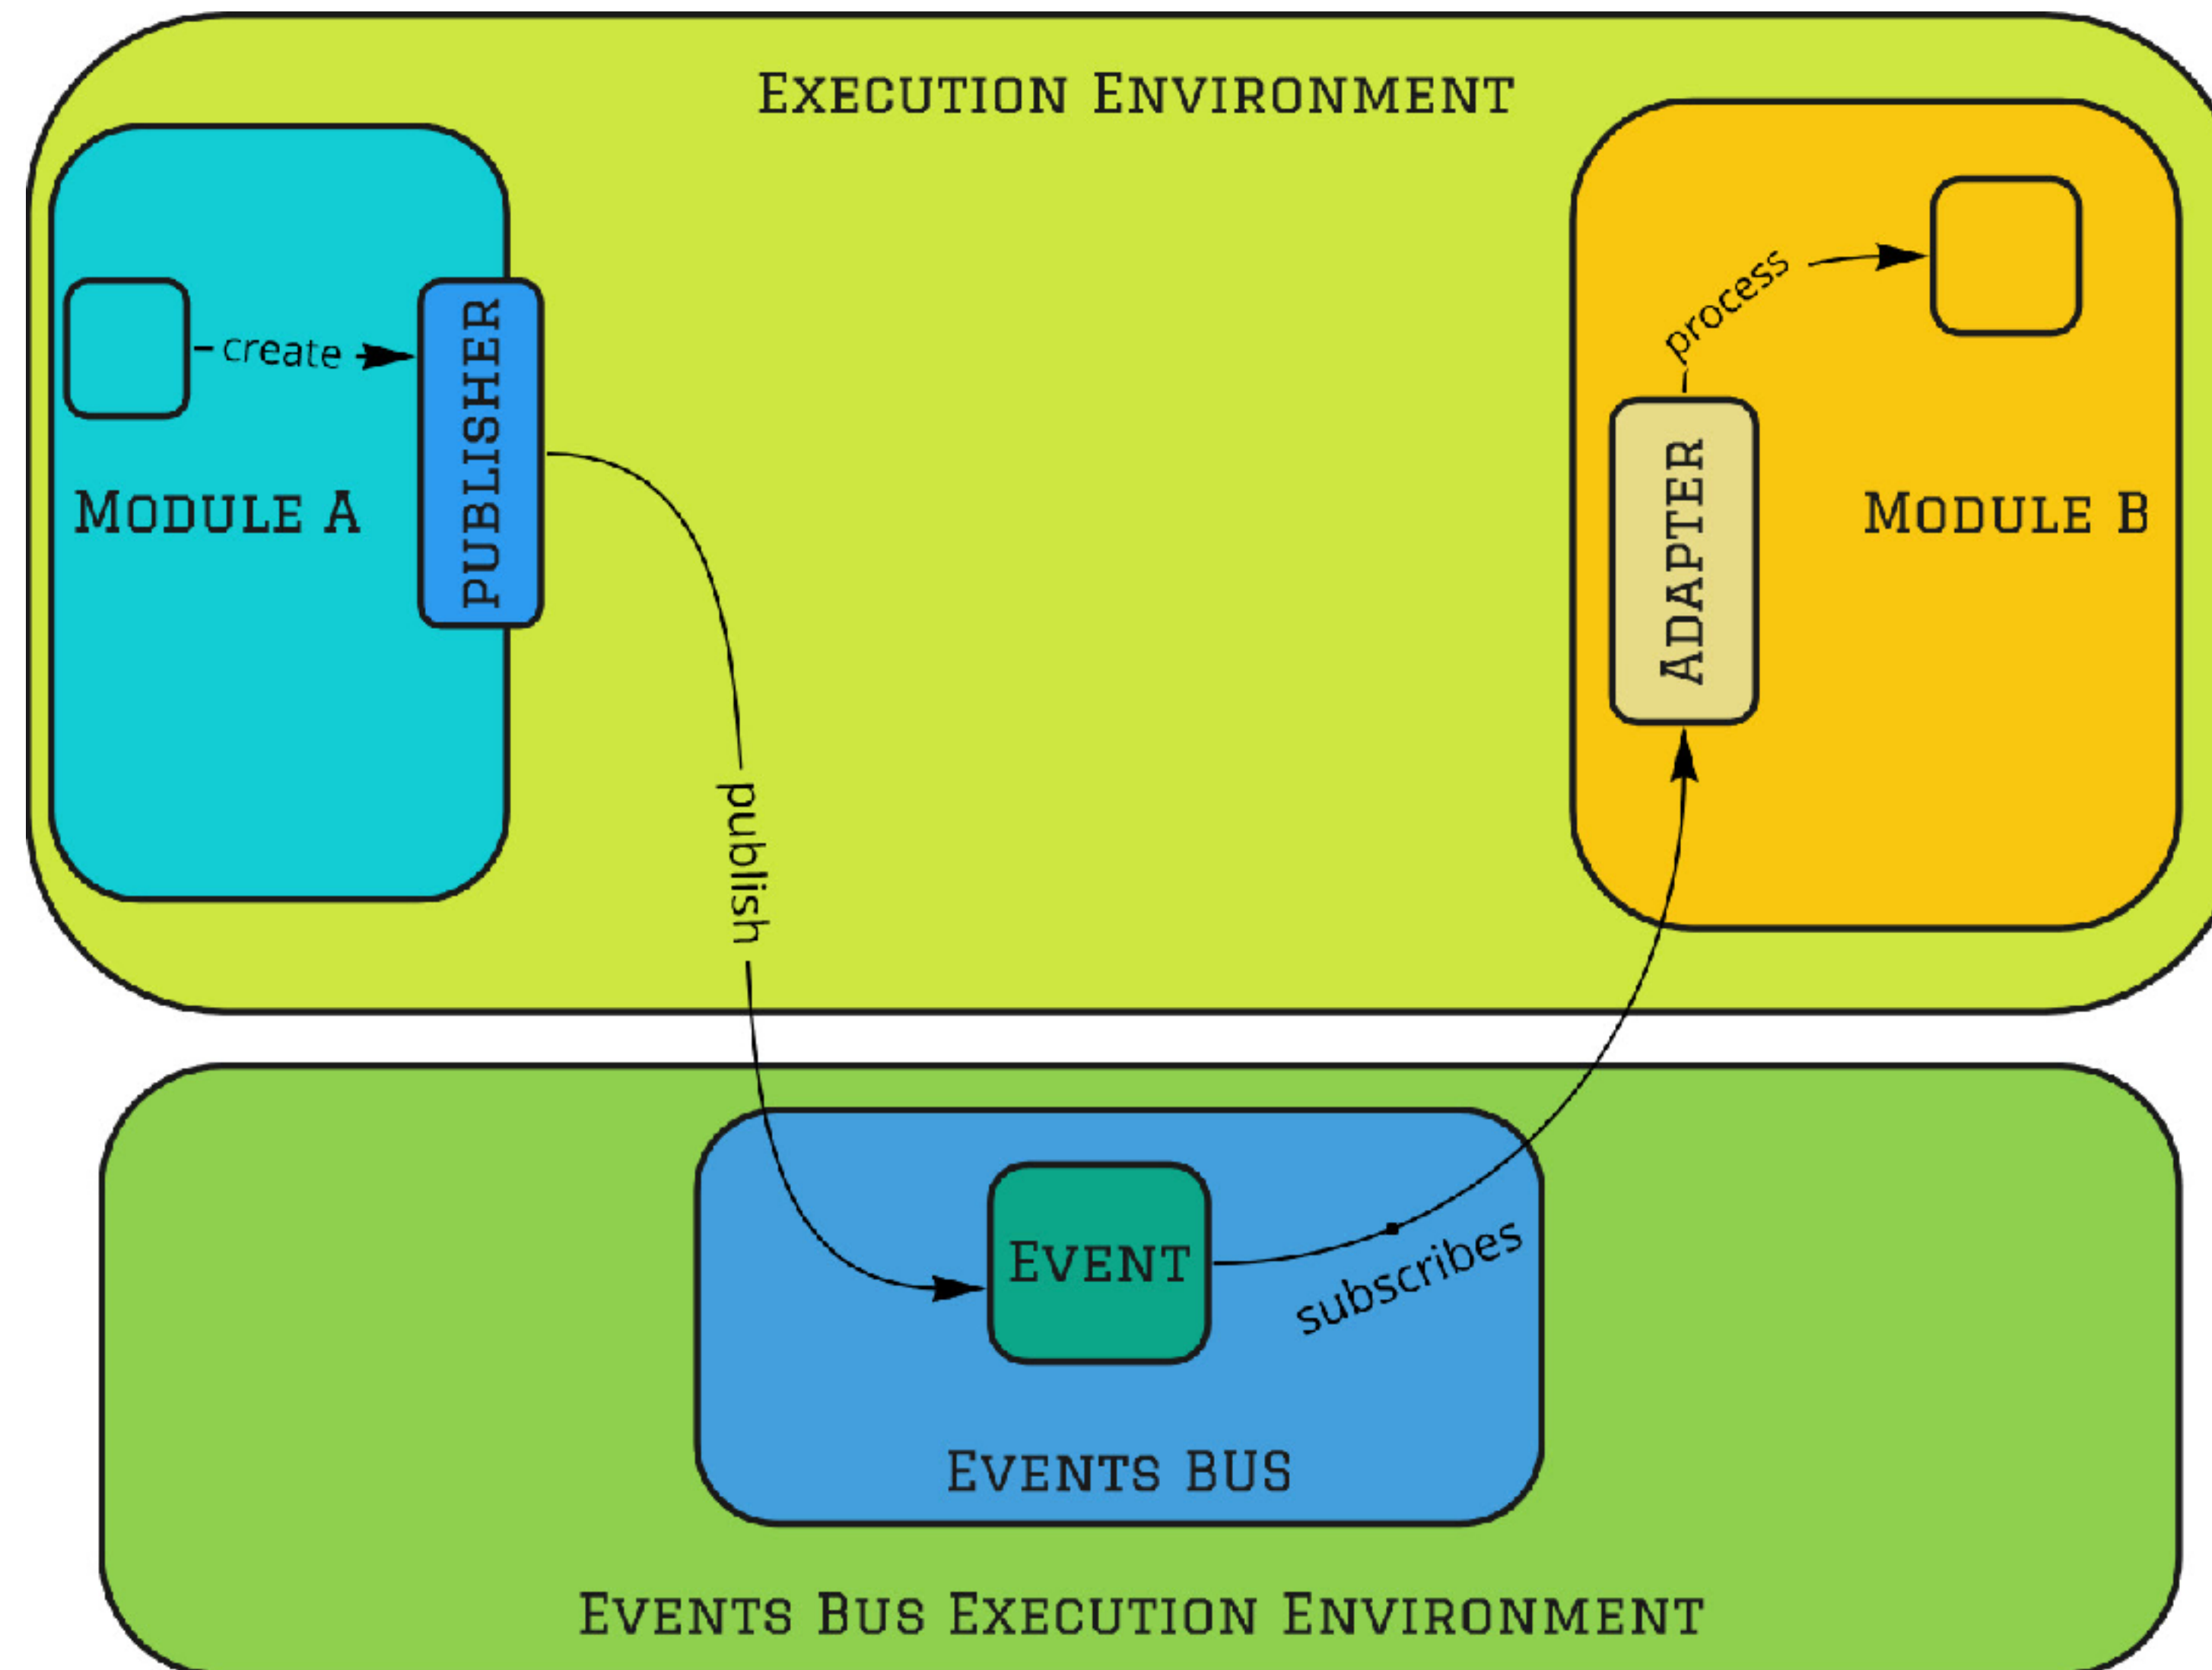 Execution Environment
create
Publisher
Module A
publish
process
Adapter
Module B
Event
subscribes
Events Bus
Events Bus Execution Environment